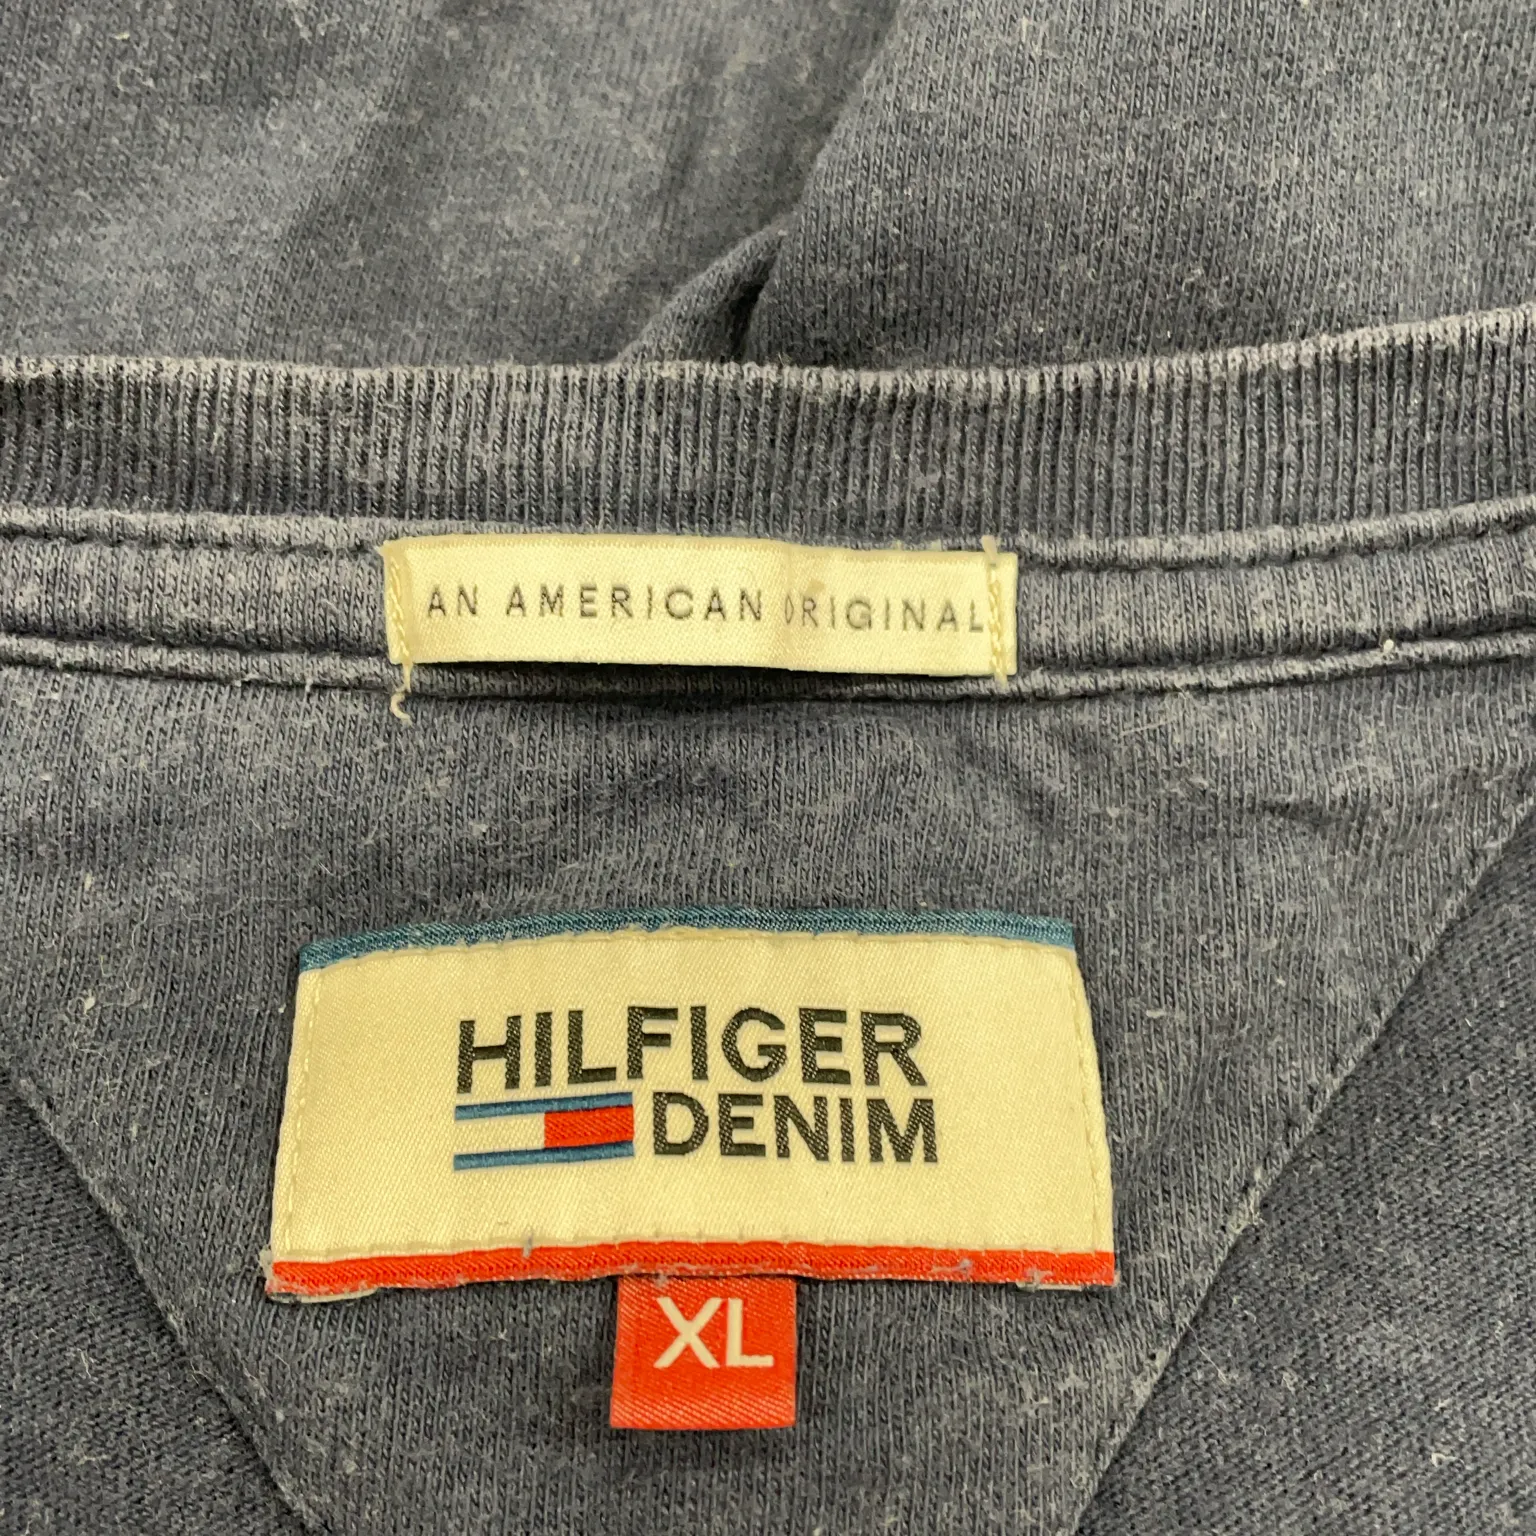 AN AMERICAN ORIGINAL
HILFIGER
DENIM
XL